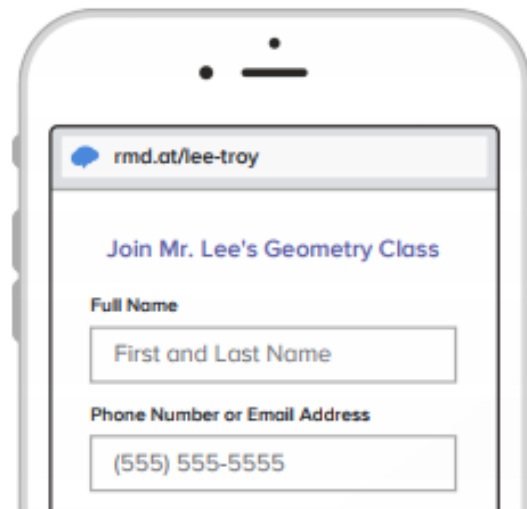 rmd.at/lee-troy
Join Mr. Lee's Geometry Class
Full Name
First and Last Name
Phone Number or Email Address
(555) 555-5555